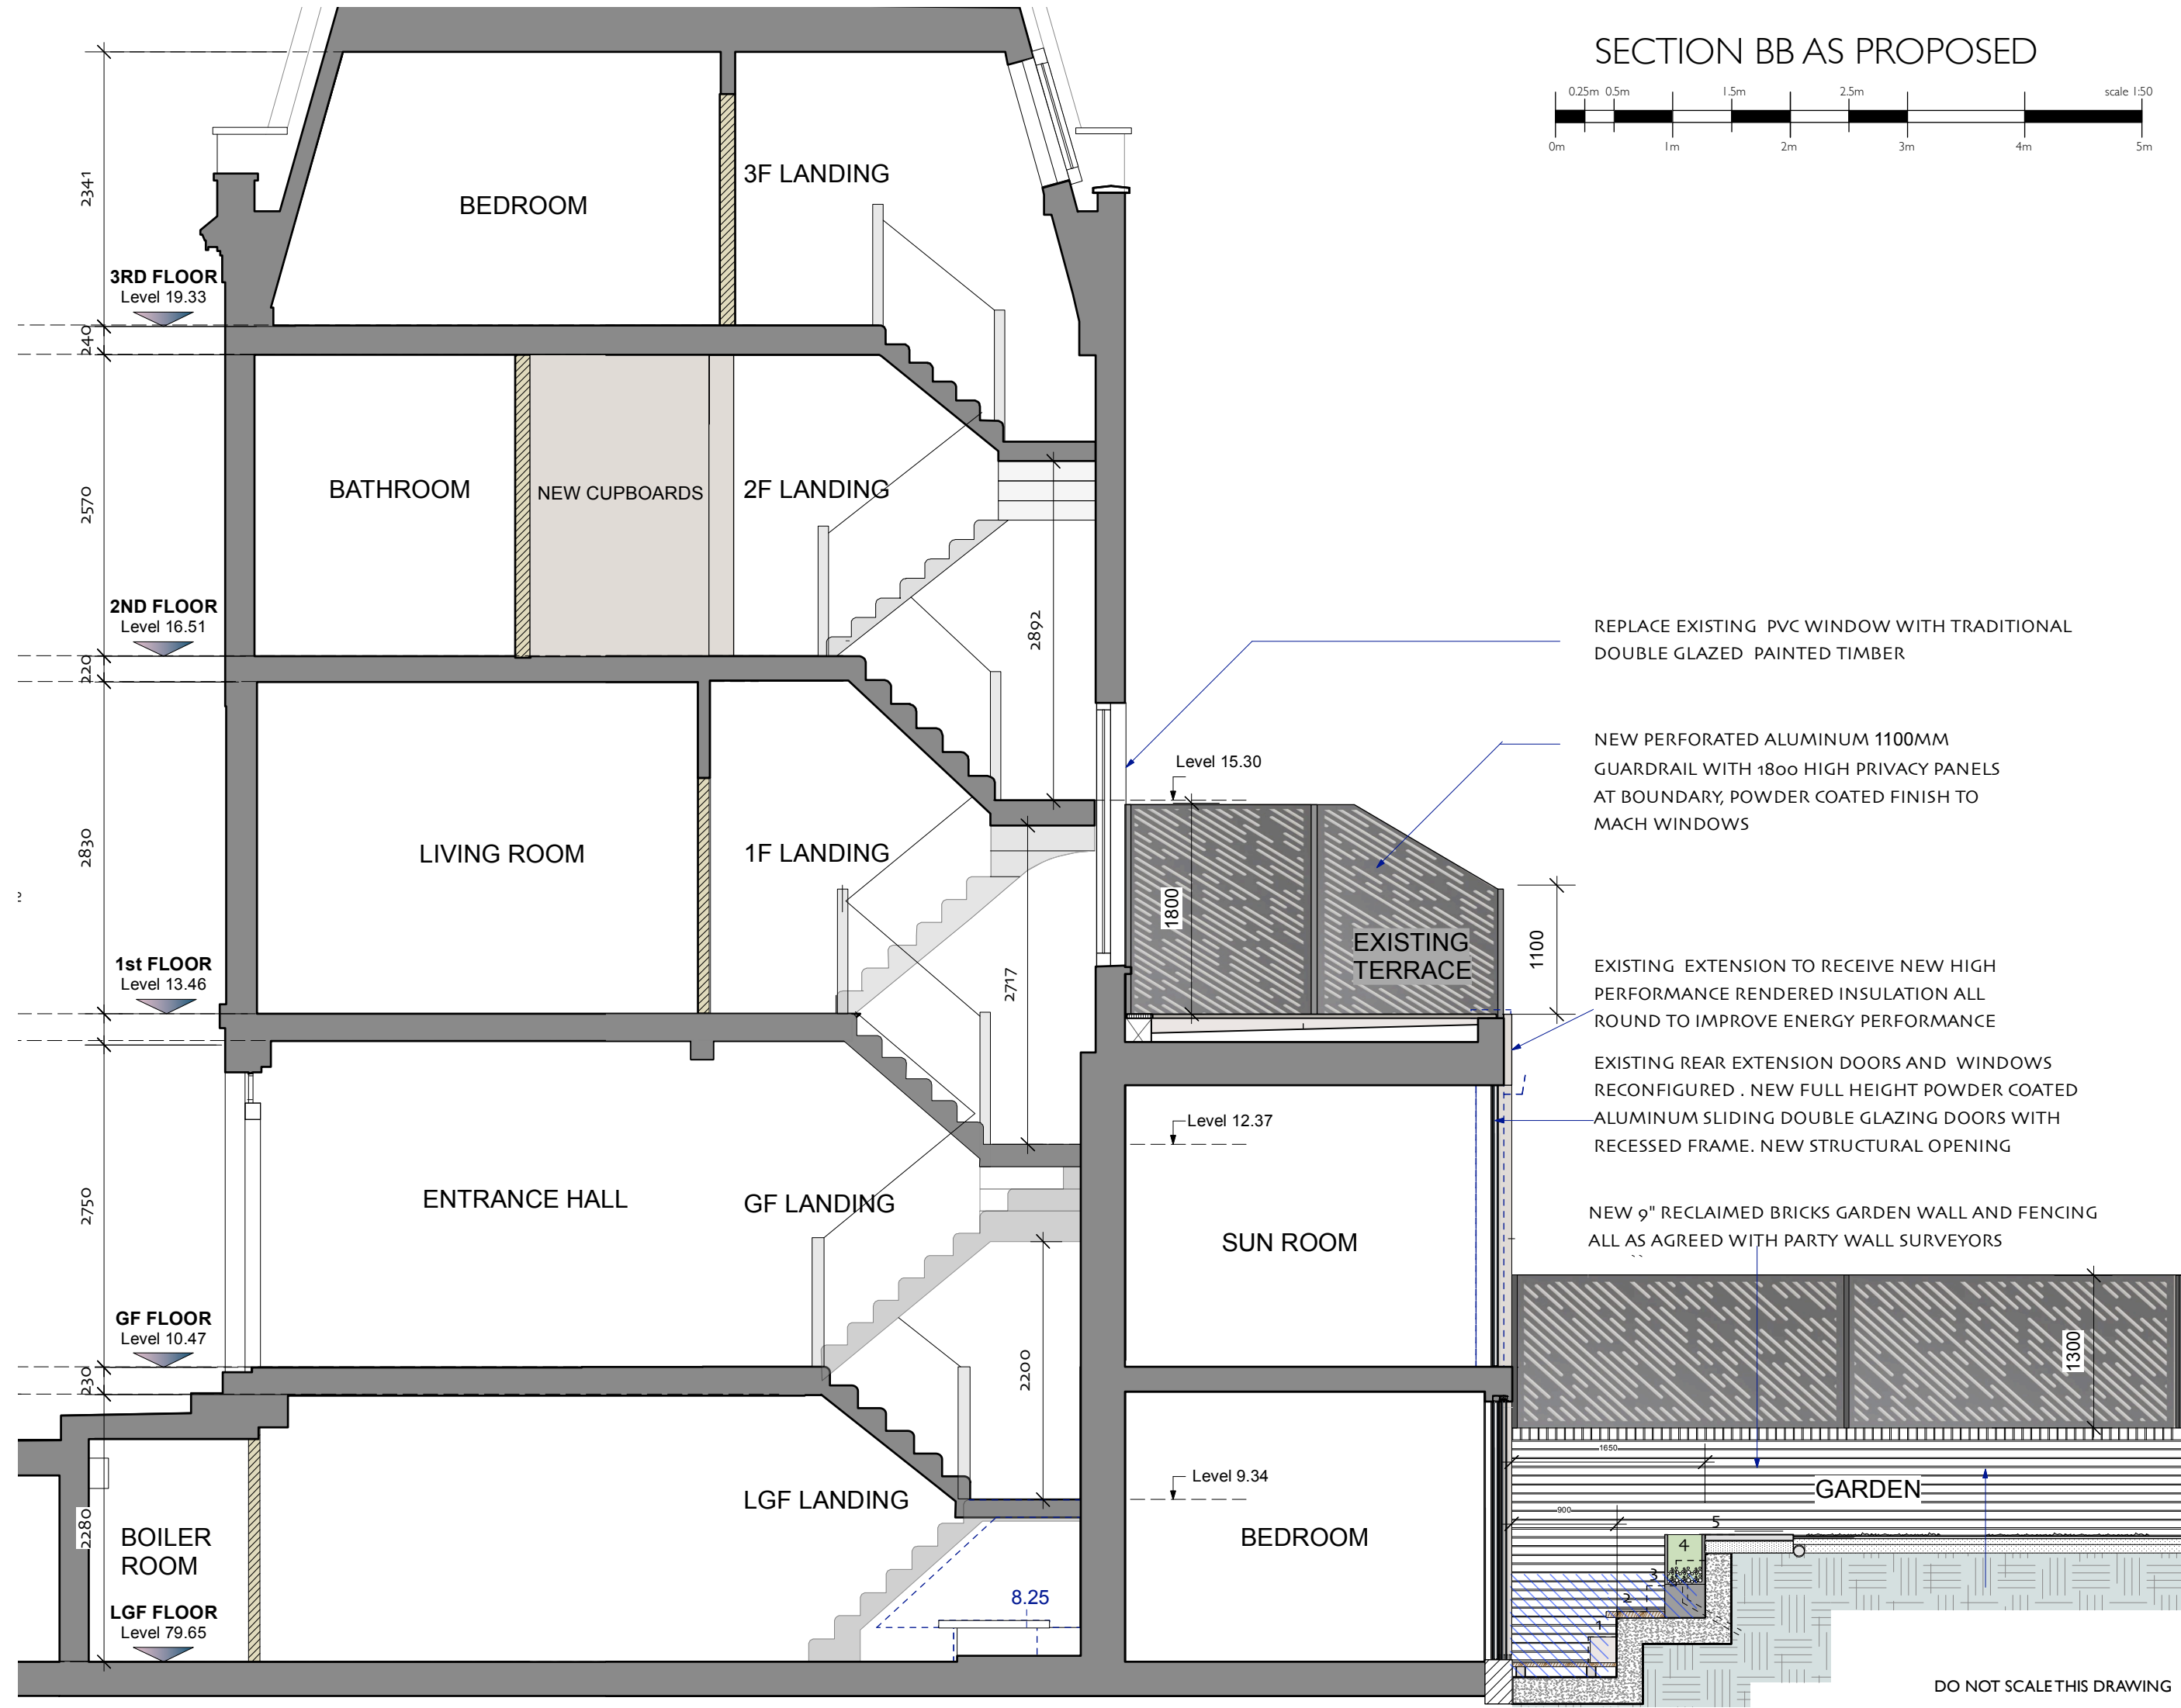 SECTION BB AS PROPOSED
0.25m 0.5m 1.5m 2.5m scale 1:50
0m 1m 2m 3m 4m 5m
BEDROOM
3F LANDING
2341
3RD FLOOR
Level 19.33
240
BATHROOM
NEW CUPBOARDS
2F LANDING
2570
2892
2ND FLOOR
Level 16.51
220
REPLACE EXISTING PVC WINDOW WITH TRADITIONAL
DOUBLE GLAZED PAINTED TIMBER
NEW PERFORATED ALUMINUM 1100MM
GUARDRAIL WITH 1800 HIGH PRIVACY PANELS
AT BOUNDARY, POWDER COATED FINISH TO
MACH WINDOWS
Level 15.30
LIVING ROOM
1F LANDING
2830
2717
1800
EXISTING
TERRACE
1100
1st FLOOR
Level 13.46
EXISTING EXTENSION TO RECEIVE NEW HIGH
PERFORMANCE RENDERED INSULATION ALL
ROUND TO IMPROVE ENERGY PERFORMANCE
EXISTING REAR EXTENSION DOORS AND WINDOWS
RECONFIGURED . NEW FULL HEIGHT POWDER COATED
ALUMINUM SLIDING DOUBLE GLAZING DOORS WITH
RECESSED FRAME. NEW STRUCTURAL OPENING
Level 12.37
ENTRANCE HALL
GF LANDING
2750
SUN ROOM
NEW 9" RECLAIMED BRICKS GARDEN WALL AND FENCING
ALL AS AGREED WITH PARTY WALL SURVEYORS
GF FLOOR
Level 10.47
230
2200
1300
1650
Level 9.34
GARDEN
LGF LANDING
900
5
BOILER
ROOM
2280
BEDROOM
4
3
2
1
8.25
LGF FLOOR
Level 79.65
DO NOT SCALE THIS DRAWING